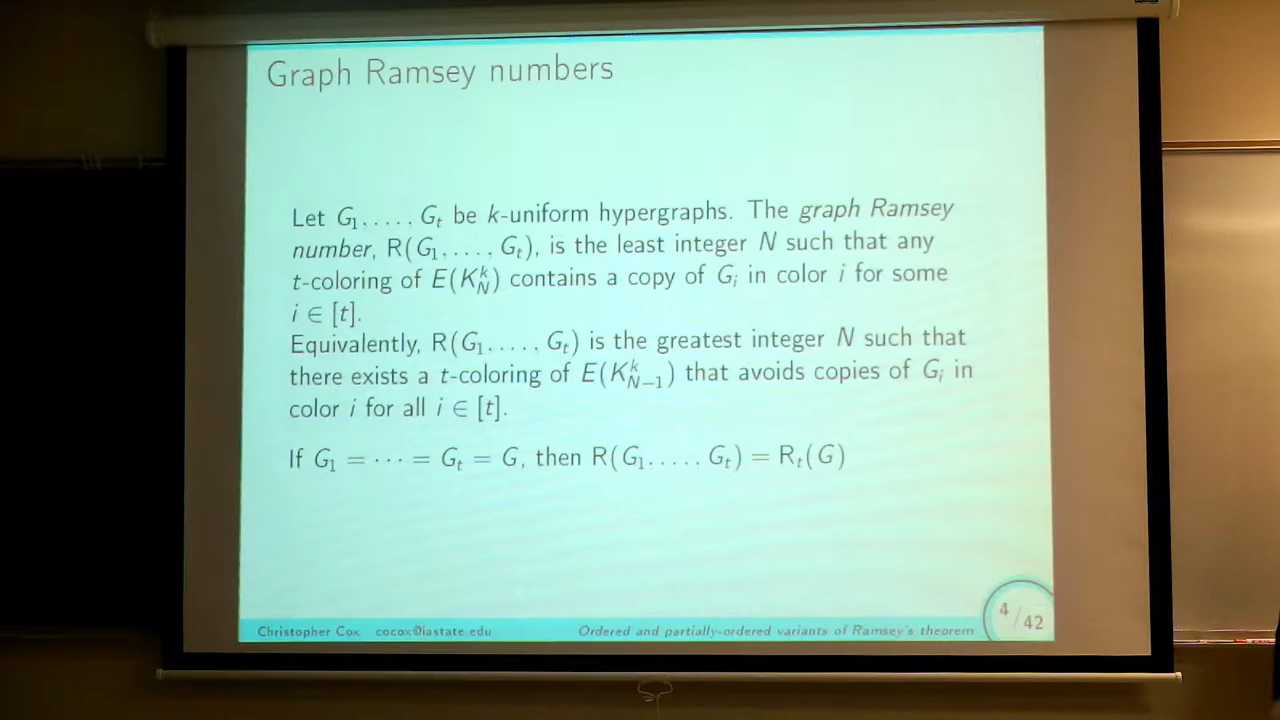 Graph Ramsey numbers
Let G₁, . . . , Gₜ be k-uniform hypergraphs. The graph Ramsey
number, R(G₁, . . . , Gₜ), is the least integer N such that any
t-coloring of E(K_N^k) contains a copy of Gᵢ in color i for some
i ∈ [t].
Equivalently, R(G₁, . . . , Gₜ) is the greatest integer N such that
there exists a t-coloring of E(K_{N−1}^k) that avoids copies of Gᵢ in
color i for all i ∈ [t].
If G₁ = ··· = Gₜ = G, then R(G₁, . . . , Gₜ) = Rₜ(G)
Christopher Cox cocox@iastate.edu
Ordered and partially-ordered variants of Ramsey's theorem
4/42